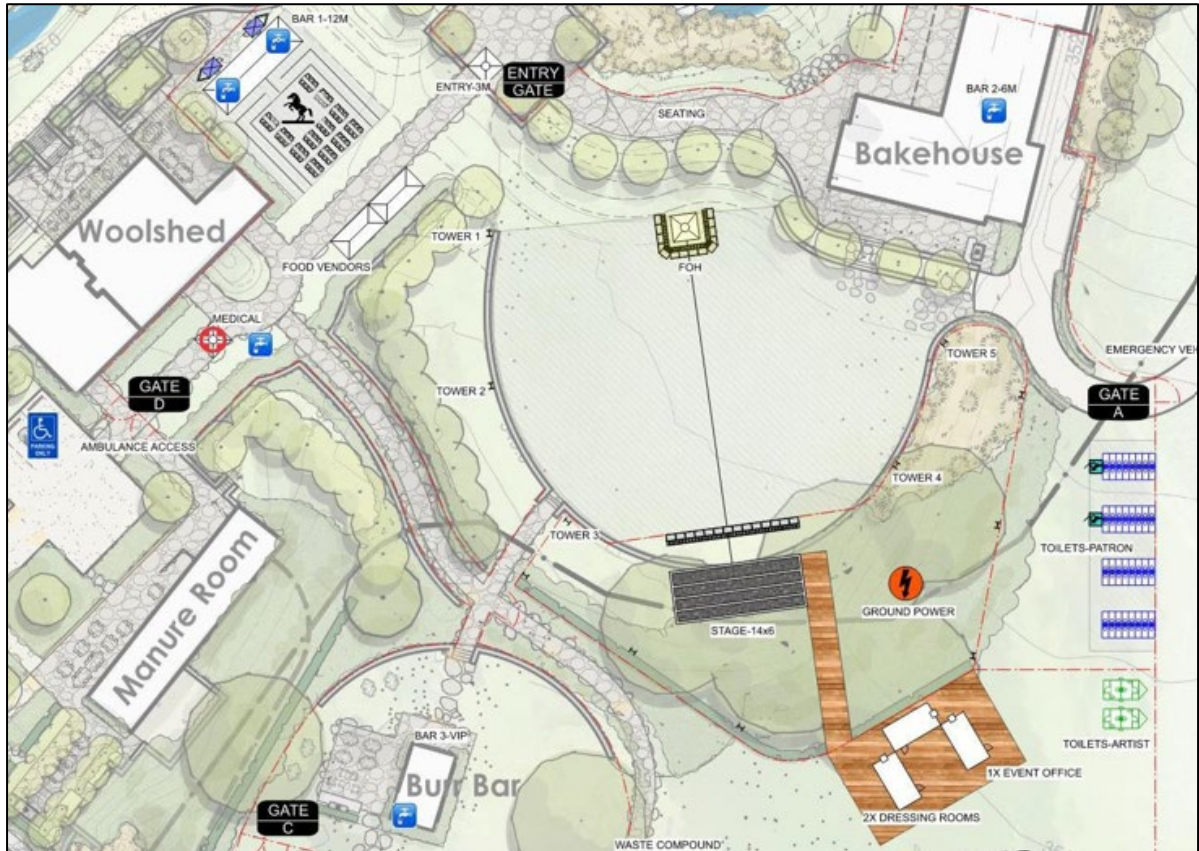 BAR 1-12M
ENTRY-3M
ENTRY
GATE
SEATING
352
BAR 2-6M
Bakehouse
Woolshed
TOWER 1
FOOD VENDORS
FOH
MEDICAL
TOWER 5
EMERGENCY VEH
GATE
D
TOWER 2
GATE
A
PARKING
ONLY
AMBULANCE ACCESS
TOWER 4
TOWER 3
TOILETS-PATRON
GROUND POWER
STAGE-14x6
Manure Room
BAR 3-VIP
Burr Bar
TOILETS-ARTIST
1X EVENT OFFICE
GATE
C
2X DRESSING ROOMS
WASTE COMPOUND